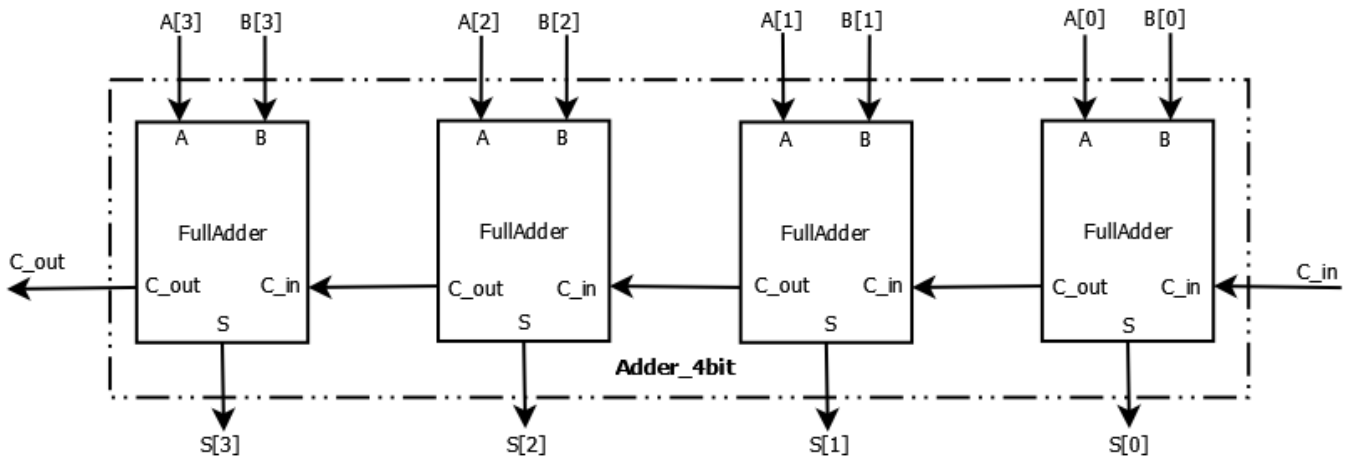 A[3] B[3] A[2] B[2] A[1] B[1] A[0] B[0]
A B A B A B A B
FullAdder FullAdder FullAdder FullAdder
C_out C_out C_in C_out C_in C_out C_in C_out C_in C_in
S S S S
Adder_4bit
S[3] S[2] S[1] S[0]